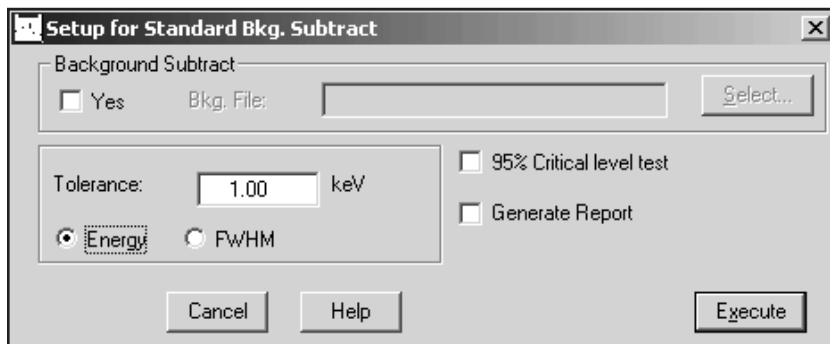 Setup for Standard Bkg. Subtract
Background Subtract
Yes Bkg. File: Select...
Tolerance: 1.00 keV
Energy FWHM
95% Critical level test
Generate Report
Cancel Help Execute